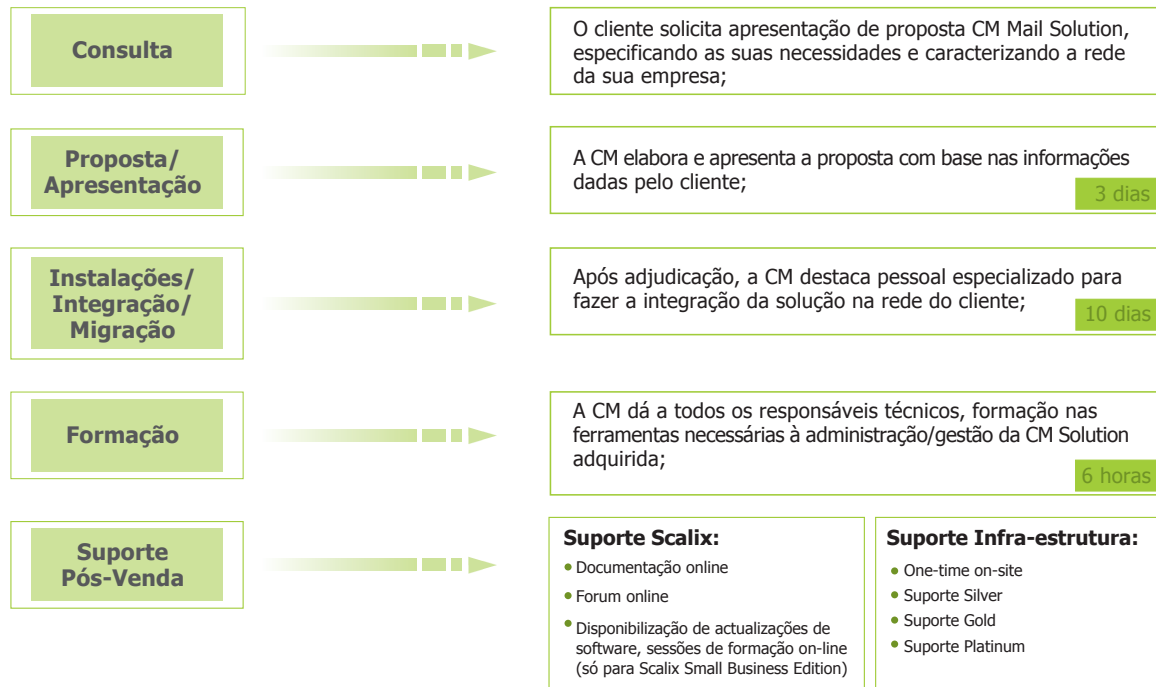 Consulta
O cliente solicita apresentação de proposta CM Mail Solution,
especificando as suas necessidades e caracterizando a rede
da sua empresa;
Proposta/
Apresentação
A CM elabora e apresenta a proposta com base nas informações
dadas pelo cliente;
3 dias
Instalações/
Integração/
Migração
Após adjudicação, a CM destaca pessoal especializado para
fazer a integração da solução na rede do cliente;
10 dias
Formação
A CM dá a todos os responsáveis técnicos, formação nas
ferramentas necessárias à administração/gestão da CM Solution
adquirida;
6 horas
Suporte
Pós-Venda
Suporte Scalix:
• Documentação online
• Forum online
• Disponibilização de actualizações de
software, sessões de formação on-line
(só para Scalix Small Business Edition)
Suporte Infra-estrutura:
• One-time on-site
• Suporte Silver
• Suporte Gold
• Suporte Platinum